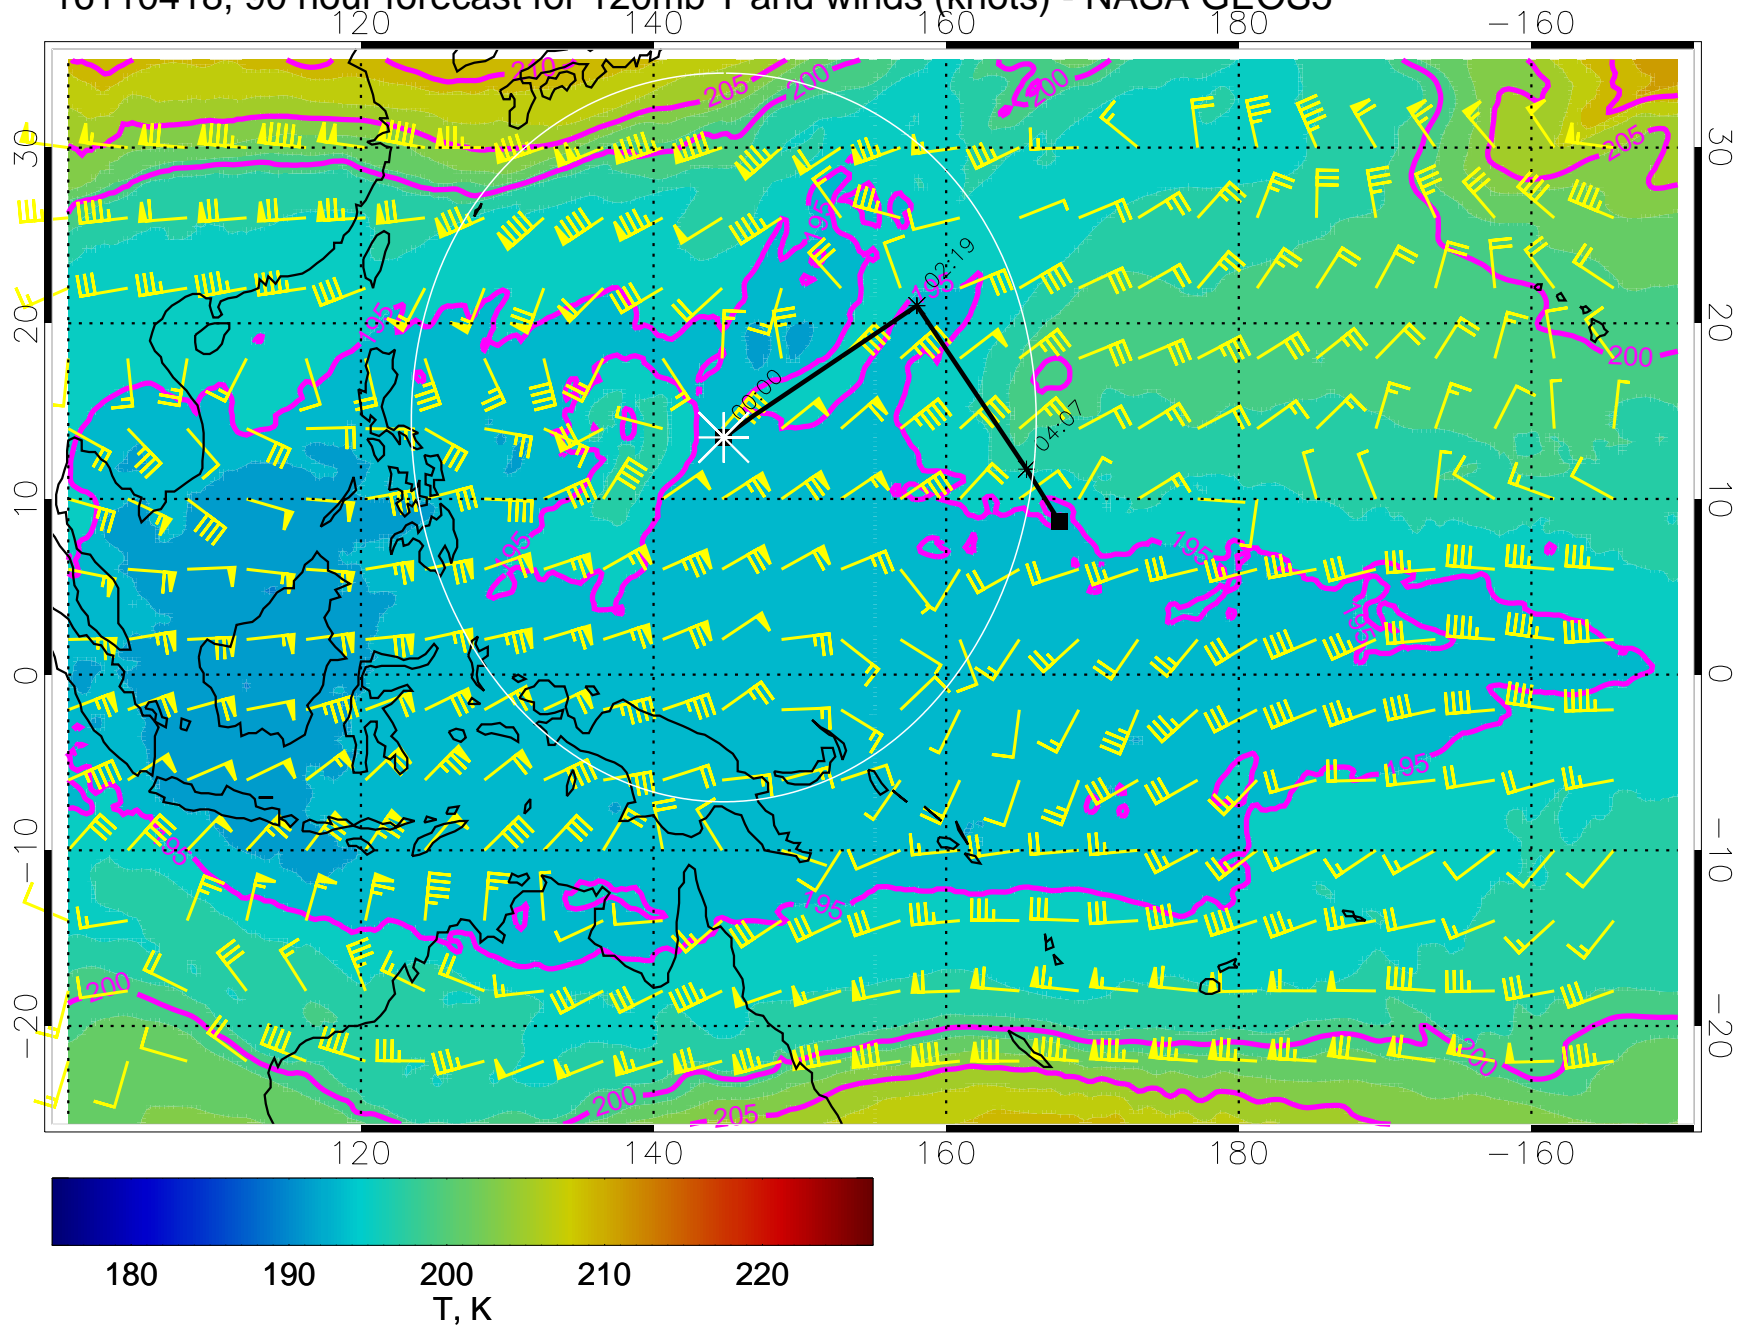 16110418, 90 hour forecast for 120mb T and winds (knots) - NASA GEOS5
120 140 160 180 −160
210 205 200 200
30 205 30
195
02:19
195
20 195 200 20
00:00
04:07
10 195 195 10
195
0 0
195
−10 195 195 −10
200
−20 200 −20
200 205
120 140 160 180 −160
180 190 200 210 220
T, K